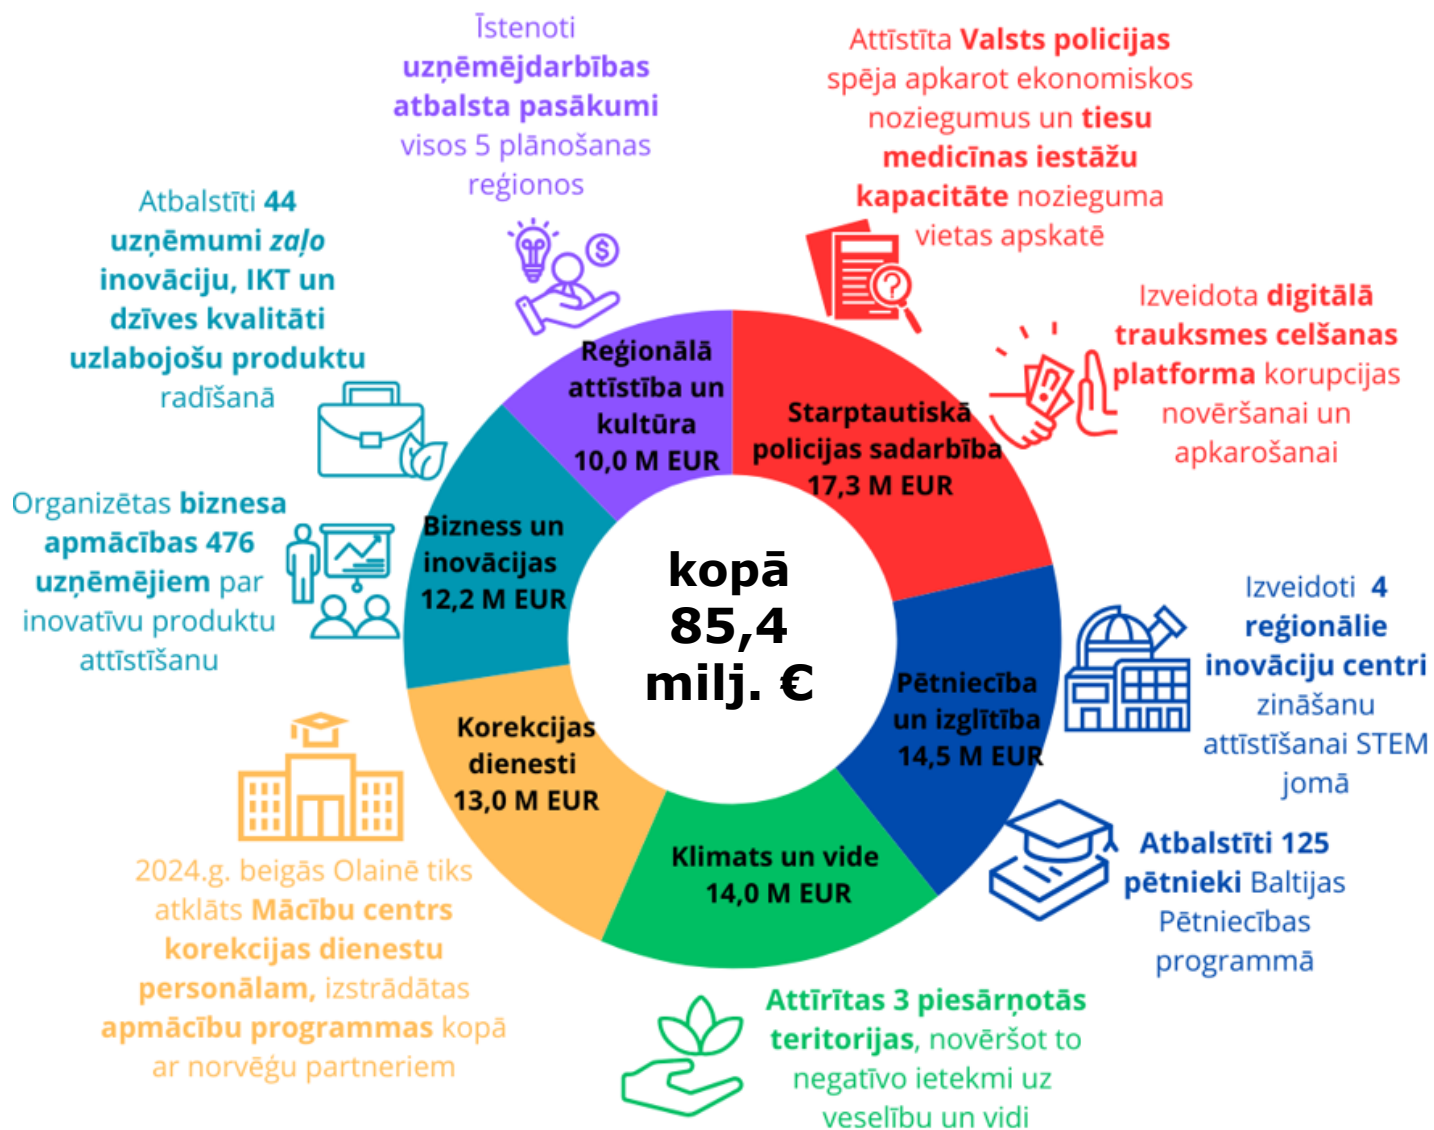 Īstenoti
uzņēmējdarbības
atbalsta pasākumi
visos 5 plānošanas
reģionos
Attīstīta Valsts policijas
spēja apkarot ekonomiskos
noziegumus un tiesu
medicīnas iestāžu
kapacitāte nozieguma
vietas apskatē
Atbalstīti 44
uzņēmumi zaļo
inovāciju, IKT un
dzīves kvalitāti
uzlabojošu produktu
radīšanā
Izveidota digitālā
trauksmes celšanas
platforma korupcijas
novēršanai un
apkarošanai
Reģionālā
attīstība un
kultūra
10,0 M EUR
Starptautiskā
policijas sadarbība
17,3 M EUR
Organizētas biznesa
apmācības 476
uzņēmējiem par
inovatīvu produktu
attīstīšanu
Bizness un
inovācijas
12,2 M EUR
kopā
85,4
milj. €
Izveidoti 4
reģionālie
inovāciju centri
zināšanu
attīstīšanai STEM
jomā
Pētniecība
un izglītība
14,5 M EUR
Korekcijas
dienesti
13,0 M EUR
Klimats un vide
14,0 M EUR
Atbalstīti 125
pētnieki Baltijas
Pētniecības
programmā
2024.g. beigās Olainē tiks
atklāts Mācību centrs
korekcijas dienestu
personālam, izstrādātas
apmācību programmas kopā
ar norvēģu partneriem
Attīrītas 3 piesārņotās
teritorijas, novēršot to
negatīvo ietekmi uz
veselību un vidi